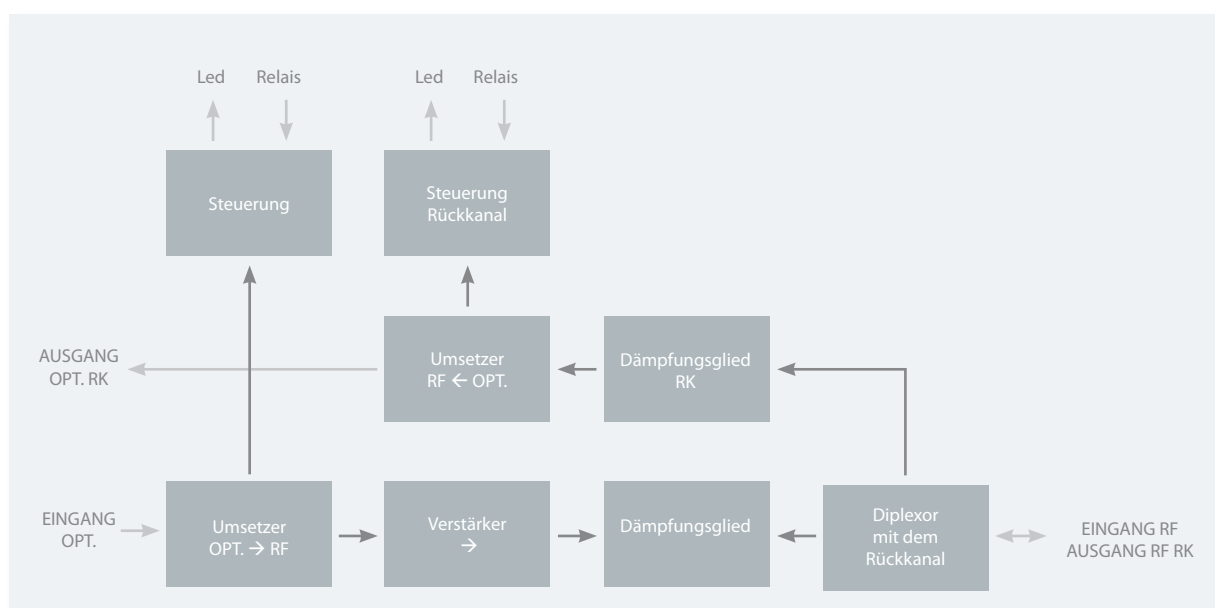 Led Relais
Led Relais
Steuerung
Steuerung
Rückkanal
AUSGANG
OPT. RK
Umsetzer
RF ← OPT.
Dämpfungsglied
RK
EINGANG
OPT.
Umsetzer
OPT. → RF
Verstärker
→
Dämpfungsglied
Diplexor
mit dem
Rückkanal
EINGANG RF
AUSGANG RF RK